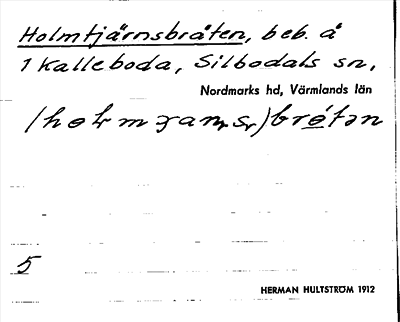 Holmtjärnsbråten, beb. å
1 Kalleboda, Silbodals sn,
Nordmarks hd, Värmlands län
5
HERMAN HULTSTRÖM 1912